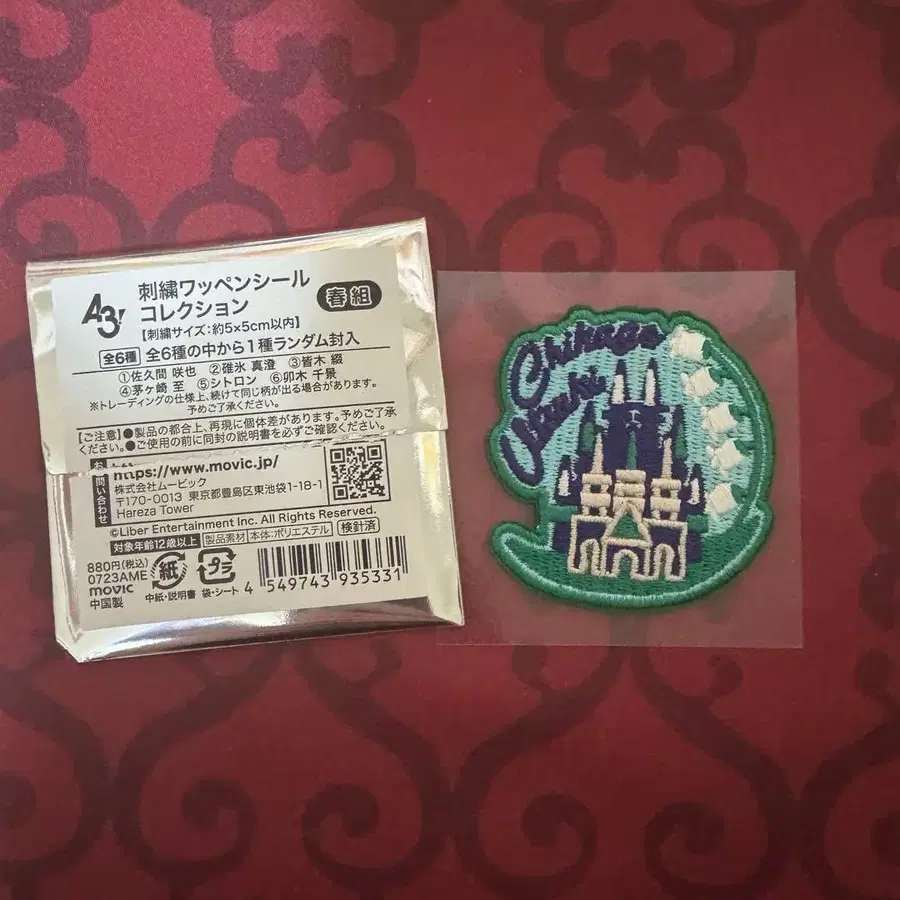 A3!
刺繍ワッペンシール
コレクション
春組
【刺繍サイズ：約5×5cm以内】
全6種 全6種の中から1種ランダム封入
①佐久間 咲也 ②碓氷 真澄 ③皆木 綴
④茅ヶ崎 至 ⑤シトロン ⑥卯木 千景
※トレーディングの仕様上、続けて同じ柄が出る場合があります。
予めご了承ください。
【ご注意】●製品の都合上、再現に個体差があります。予めご了承
ください。●ご使用の前に同封の説明書を必ずご確認ください。
お問い合わせ
https://www.movic.jp/
株式会社ムービック
〒170-0013 東京都豊島区東池袋1-18-1
Hareza Tower
©Liber Entertainment Inc. All Rights Reserved.
対象年齢12歳以上 製品素材 本体：ポリエステル 検針済
880円(税込)
0723AME
movic
中国製
紙
中紙・説明書
プラ
袋・シート
4 549743 935331
Chikage
Utsuki